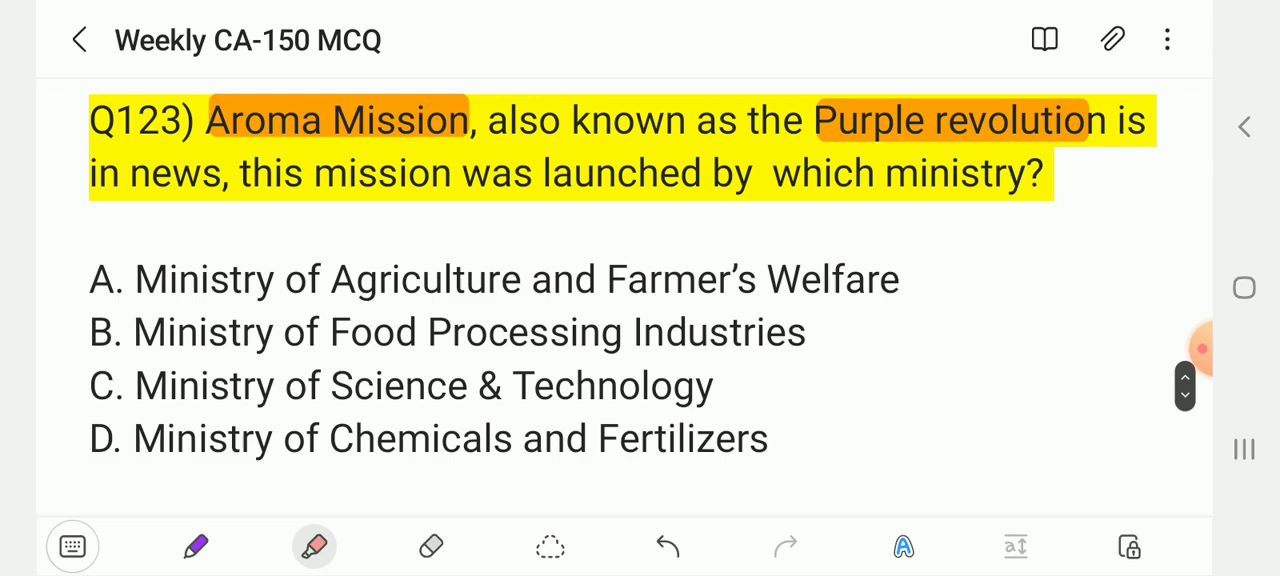 Weekly CA-150 MCQ
Q123) Aroma Mission, also known as the Purple revolution is
in news, this mission was launched by  which ministry?
A. Ministry of Agriculture and Farmer’s Welfare
B. Ministry of Food Processing Industries
C. Ministry of Science & Technology
D. Ministry of Chemicals and Fertilizers